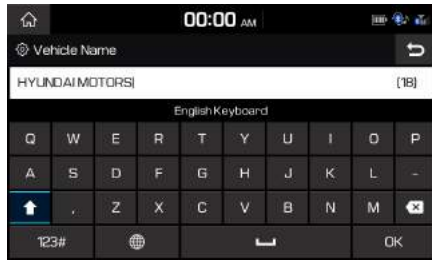 00:00 AM
Vehicle Name
HYUNDAI MOTORS (18)
English Keyboard
Q W E R T Y U I O P
A S D F G H J K L -
, Z X C V B N M
123# OK